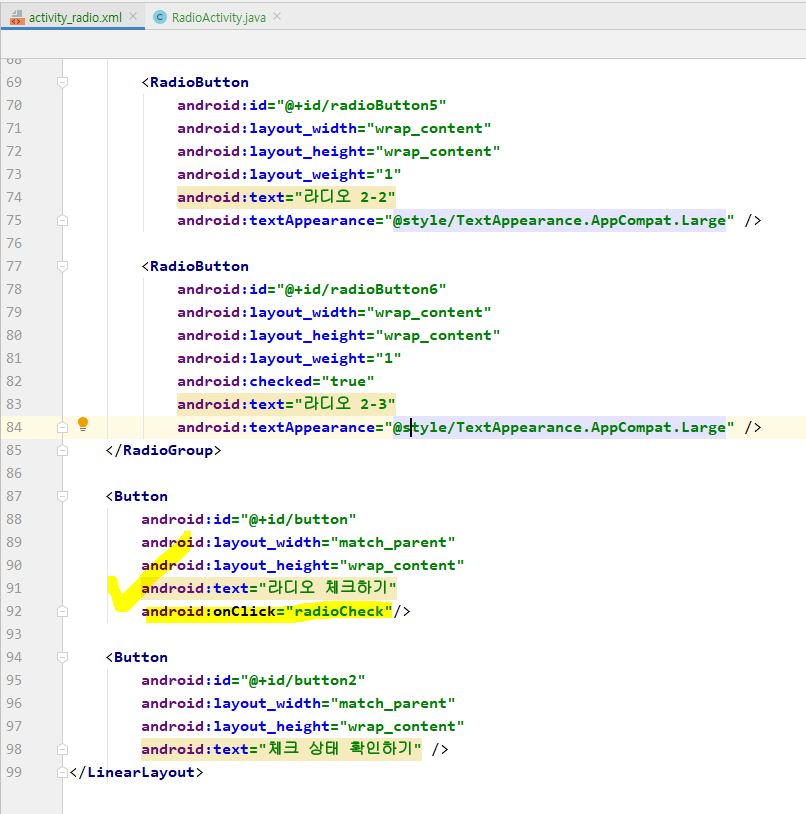 activity_radio.xml
RadioActivity.java
68
69 <RadioButton
70 android:id="@+id/radioButton5"
71 android:layout_width="wrap_content"
72 android:layout_height="wrap_content"
73 android:layout_weight="1"
74 android:text="라디오 2-2"
75 android:textAppearance="@style/TextAppearance.AppCompat.Large" />
76
77 <RadioButton
78 android:id="@+id/radioButton6"
79 android:layout_width="wrap_content"
80 android:layout_height="wrap_content"
81 android:layout_weight="1"
82 android:checked="true"
83 android:text="라디오 2-3"
84 android:textAppearance="@style/TextAppearance.AppCompat.Large" />
85 </RadioGroup>
86
87 <Button
88 android:id="@+id/button"
89 android:layout_width="match_parent"
90 android:layout_height="wrap_content"
91 android:text="라디오 체크하기"
92 android:onClick="radioCheck"/>
93
94 <Button
95 android:id="@+id/button2"
96 android:layout_width="match_parent"
97 android:layout_height="wrap_content"
98 android:text="체크 상태 확인하기" />
99 </LinearLayout>